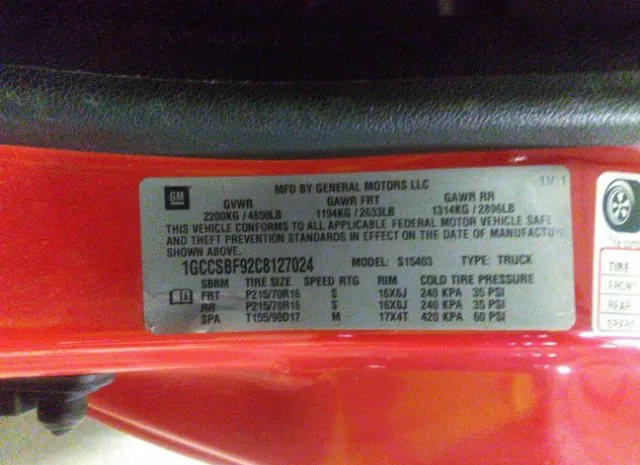 GM
MFD BY GENERAL MOTORS LLC
GVWR GAWR FRT GAWR RR
2200KG / 4850LB 1194KG / 2633LB 1314KG / 2896LB
THIS VEHICLE CONFORMS TO ALL APPLICABLE FEDERAL MOTOR VEHICLE SAFE
AND THEFT PREVENTION STANDARDS IN EFFECT ON THE DATE OF MANUFACTU
SHOWN ABOVE.
1GCCSBF92C8127024 MODEL: S15403 TYPE: TRUCK
SBBM TIRE SIZE SPEED RTG RIM COLD TIRE PRESSURE
FRT P215/70R16 S 16X6J 240 KPA 35 PSI
RR P215/70R16 S 16X6J 240 KPA 35 PSI
SPA T155/90D17 M 17X4T 420 KPA 60 PSI
The com
TIRE
FRONT
REAR
SPARE